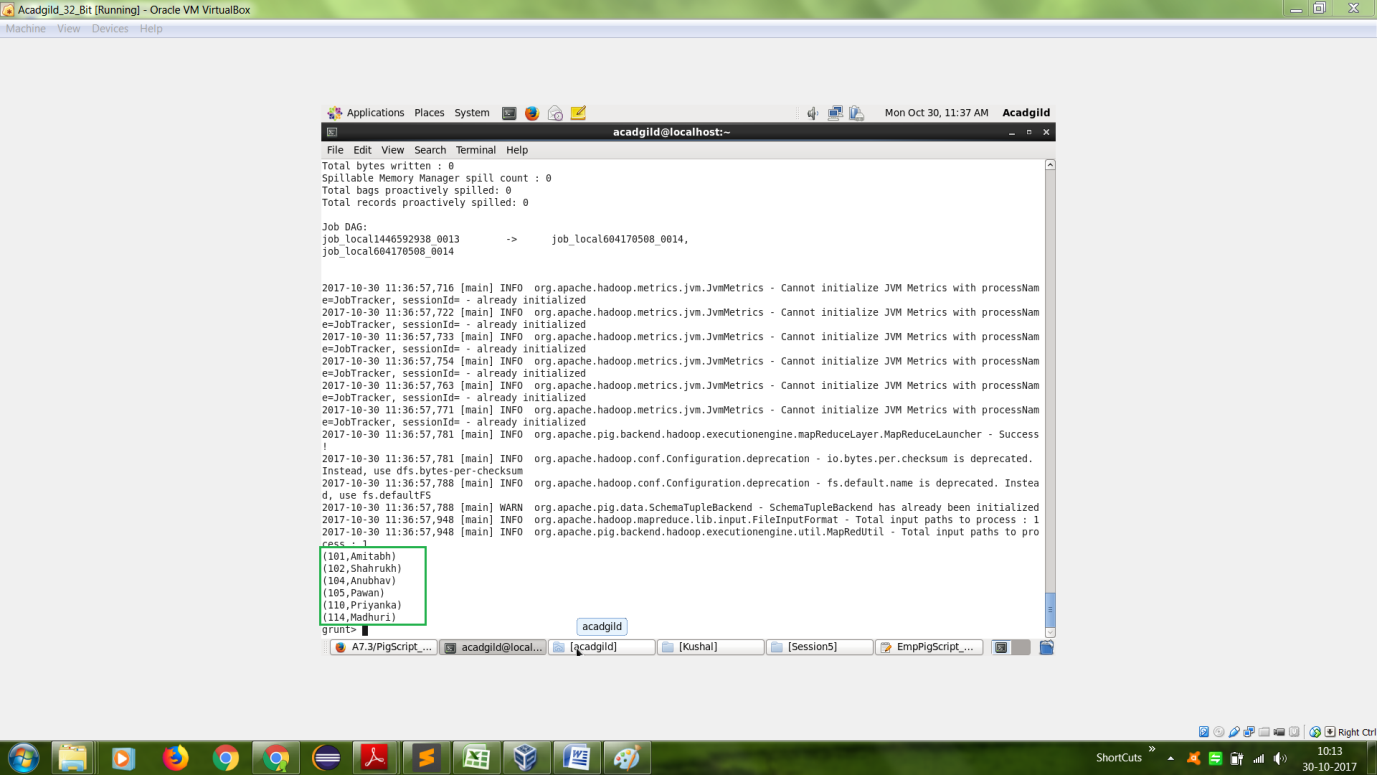 Acadgild_32_Bit [Running] - Oracle VM VirtualBox
Machine View Devices Help
Applications Places System Mon Oct 30, 11:37 AM Acadgild
acadgild@localhost:~
File Edit View Search Terminal Help
Total bytes written : 0
Spillable Memory Manager spill count : 0
Total bags proactively spilled: 0
Total records proactively spilled: 0
Job DAG:
job_local1446592938_0013 -> job_local604170508_0014,
job_local604170508_0014
2017-10-30 11:36:57,716 [main] INFO org.apache.hadoop.metrics.jvm.JvmMetrics - Cannot initialize JVM Metrics with processNam
e=JobTracker, sessionId= - already initialized
2017-10-30 11:36:57,722 [main] INFO org.apache.hadoop.metrics.jvm.JvmMetrics - Cannot initialize JVM Metrics with processNam
e=JobTracker, sessionId= - already initialized
2017-10-30 11:36:57,733 [main] INFO org.apache.hadoop.metrics.jvm.JvmMetrics - Cannot initialize JVM Metrics with processNam
e=JobTracker, sessionId= - already initialized
2017-10-30 11:36:57,754 [main] INFO org.apache.hadoop.metrics.jvm.JvmMetrics - Cannot initialize JVM Metrics with processNam
e=JobTracker, sessionId= - already initialized
2017-10-30 11:36:57,763 [main] INFO org.apache.hadoop.metrics.jvm.JvmMetrics - Cannot initialize JVM Metrics with processNam
e=JobTracker, sessionId= - already initialized
2017-10-30 11:36:57,771 [main] INFO org.apache.hadoop.metrics.jvm.JvmMetrics - Cannot initialize JVM Metrics with processNam
e=JobTracker, sessionId= - already initialized
2017-10-30 11:36:57,781 [main] INFO org.apache.pig.backend.hadoop.executionengine.mapReduceLayer.MapReduceLauncher - Success
!
2017-10-30 11:36:57,781 [main] INFO org.apache.hadoop.conf.Configuration.deprecation - io.bytes.per.checksum is deprecated.
Instead, use dfs.bytes-per-checksum
2017-10-30 11:36:57,788 [main] INFO org.apache.hadoop.conf.Configuration.deprecation - fs.default.name is deprecated. Instea
d, use fs.defaultFS
2017-10-30 11:36:57,788 [main] WARN org.apache.pig.data.SchemaTupleBackend - SchemaTupleBackend has already been initialized
2017-10-30 11:36:57,948 [main] INFO org.apache.hadoop.mapreduce.lib.input.FileInputFormat - Total input paths to process : 1
2017-10-30 11:36:57,948 [main] INFO org.apache.pig.backend.hadoop.executionengine.util.MapRedUtil - Total input paths to pro
cess : 1
(101,Amitabh)
(102,Shahrukh)
(104,Anubhav)
(105,Pawan)
(110,Priyanka)
(114,Madhuri)
grunt>
acadgild
A7.3/PigScript_... acadgild@local... [acadgild] [Kushal] [Session5] EmpPigScript_...
Right Ctrl
ShortCuts 10:13
30-10-2017